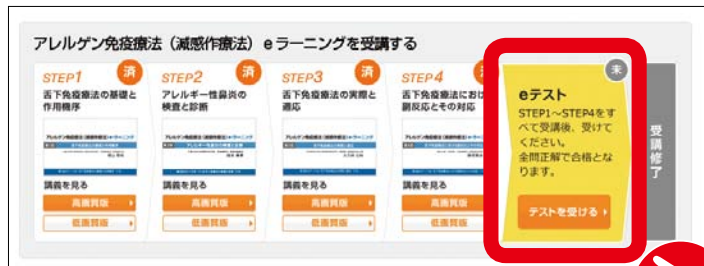 アレルゲン免疫療法（減感作療法）eラーニングを受講する
STEP1
済
舌下免疫療法の基礎と
作用機序
講義を見る
高画質版
低画質版
STEP2
済
アレルギー性鼻炎の
検査と診断
講義を見る
高画質版
低画質版
STEP3
済
舌下免疫療法の実際と
適応
講義を見る
高画質版
低画質版
STEP4
済
舌下免疫療法におけ
副反応とその対応
講義を見る
高画質版
低画質版
未
eテスト
STEP1～STEP4をす
べて受講後、受けて
ください。
全問正解で合格とな
ります。
テストを受ける
受講修了